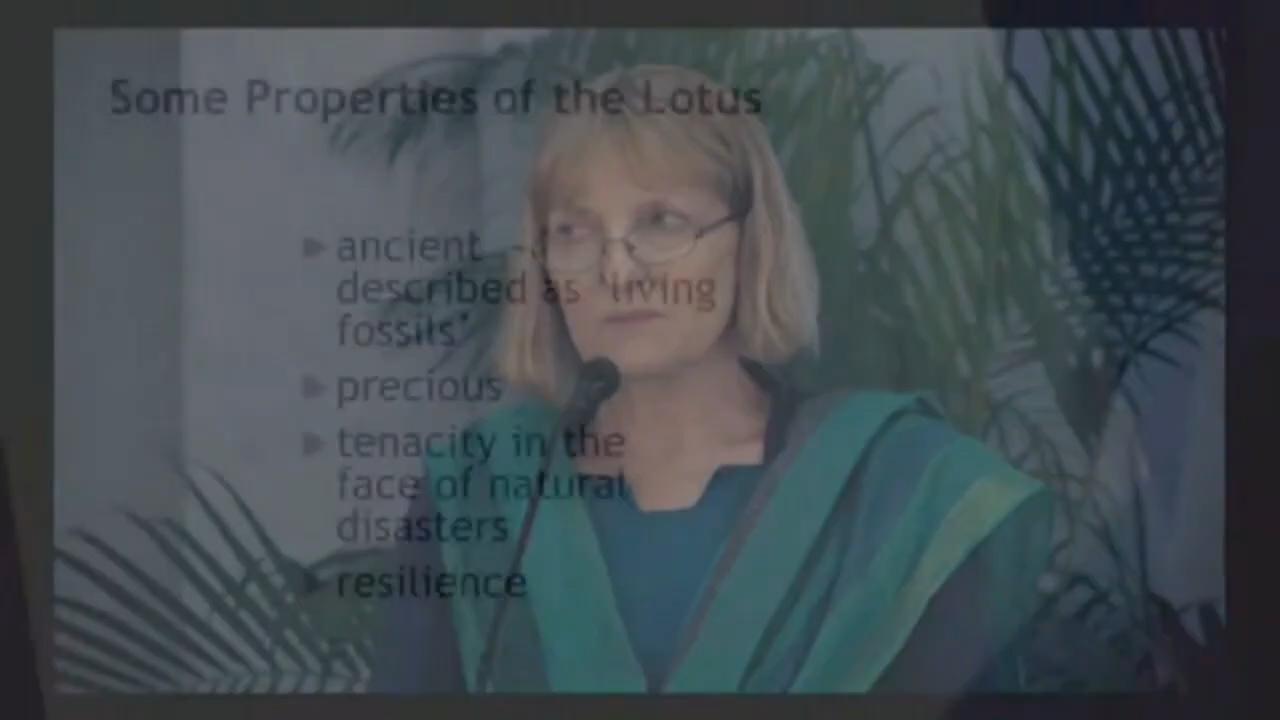 Some Properties of the Lotus
ancient
described as "living
fossils"
precious
tenacity in the
face of natural
disasters
resilience